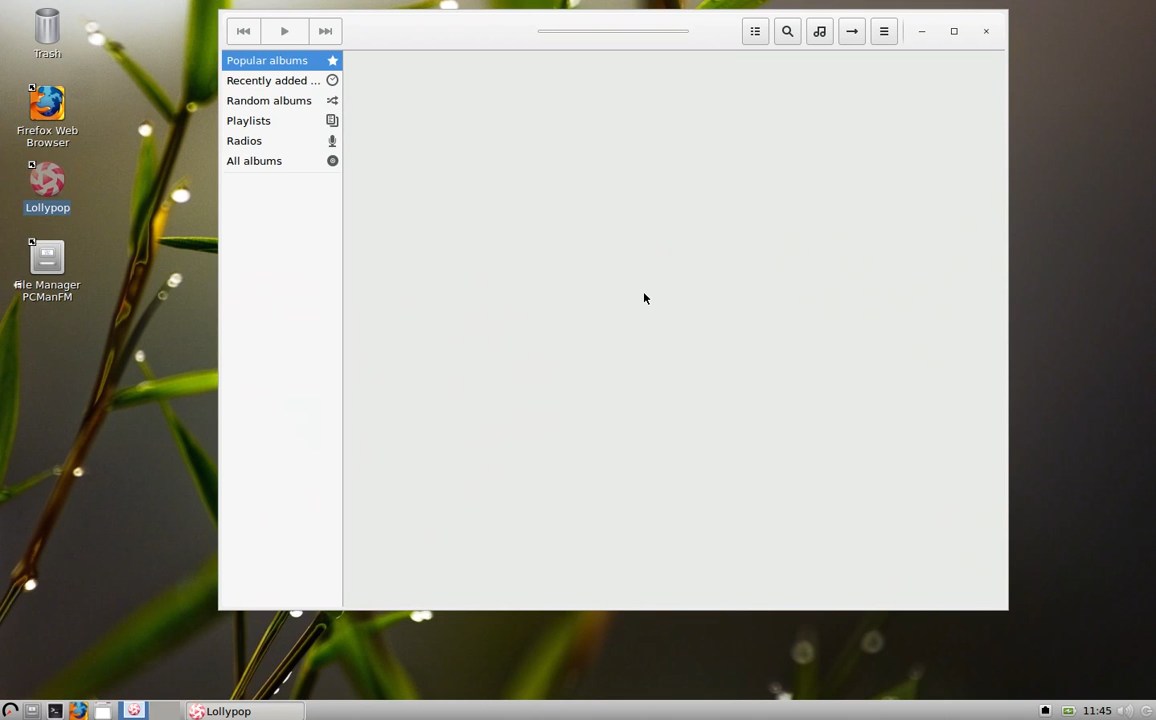 Trash
Firefox Web
Browser
Lollypop
File Manager
PCManFM
Popular albums
Recently added ...
Random albums
Playlists
Radios
All albums
Lollypop
11:45